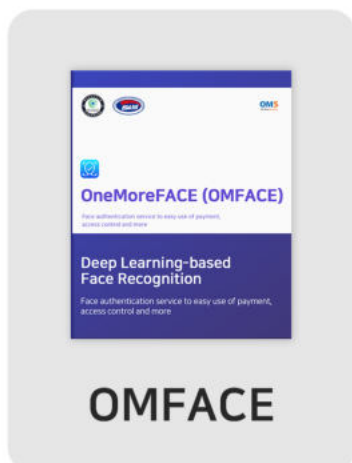 OMS
OneMoreFACE (OMFACE)
Face authentication service to easy use of payment,
access control and more
Deep Learning-based
Face Recognition
Face authentication service to easy use of payment,
access control and more
OMFACE